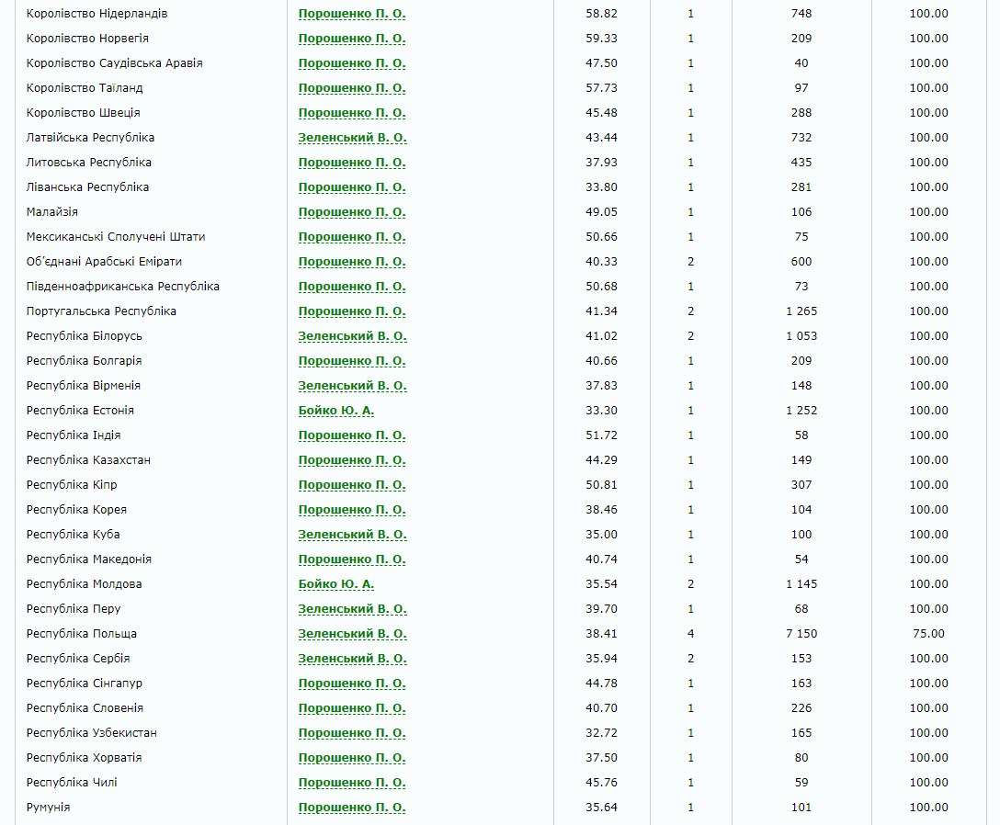 Королівство Нідерландів Порошенко П. О. 58.82 1 748 100.00
Королівство Норвегія Порошенко П. О. 59.33 1 209 100.00
Королівство Саудівська Аравія Порошенко П. О. 47.50 1 40 100.00
Королівство Таїланд Порошенко П. О. 57.73 1 97 100.00
Королівство Швеція Порошенко П. О. 45.48 1 288 100.00
Латвійська Республіка Зеленський В. О. 43.44 1 732 100.00
Литовська Республіка Порошенко П. О. 37.93 1 435 100.00
Ліванська Республіка Порошенко П. О. 33.80 1 281 100.00
Малайзія Порошенко П. О. 49.05 1 106 100.00
Мексиканські Сполучені Штати Порошенко П. О. 50.66 1 75 100.00
Об’єднані Арабські Емірати Порошенко П. О. 40.33 2 600 100.00
Південноафриканська Республіка Порошенко П. О. 50.68 1 73 100.00
Португальська Республіка Порошенко П. О. 41.34 2 1 265 100.00
Республіка Білорусь Зеленський В. О. 41.02 2 1 053 100.00
Республіка Болгарія Порошенко П. О. 40.66 1 209 100.00
Республіка Вірменія Зеленський В. О. 37.83 1 148 100.00
Республіка Естонія Бойко Ю. А. 33.30 1 1 252 100.00
Республіка Індія Порошенко П. О. 51.72 1 58 100.00
Республіка Казахстан Порошенко П. О. 44.29 1 149 100.00
Республіка Кіпр Порошенко П. О. 50.81 1 307 100.00
Республіка Корея Порошенко П. О. 38.46 1 104 100.00
Республіка Куба Зеленський В. О. 35.00 1 100 100.00
Республіка Македонія Порошенко П. О. 40.74 1 54 100.00
Республіка Молдова Бойко Ю. А. 35.54 2 1 145 100.00
Республіка Перу Зеленський В. О. 39.70 1 68 100.00
Республіка Польща Зеленський В. О. 38.41 4 7 150 75.00
Республіка Сербія Зеленський В. О. 35.94 2 153 100.00
Республіка Сінгапур Порошенко П. О. 44.78 1 163 100.00
Республіка Словенія Порошенко П. О. 40.70 1 226 100.00
Республіка Узбекистан Порошенко П. О. 32.72 1 165 100.00
Республіка Хорватія Порошенко П. О. 37.50 1 80 100.00
Республіка Чилі Порошенко П. О. 45.76 1 59 100.00
Румунія Порошенко П. О. 35.64 1 101 100.00